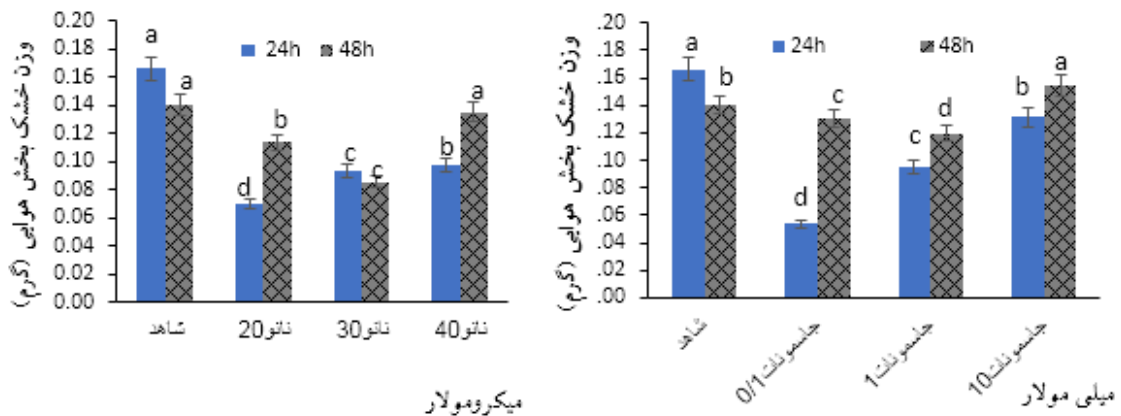 وزن خشک بخش هوایی (گرم)
0.20
0.18
0.16
0.14
0.12
0.10
0.08
0.06
0.04
0.02
0.00
24h 48h
a a
d b
c c
b a
شاهد نانو20 نانو30 نانو40
میکرومولار
وزن خشک بخش هوایی (گرم)
.20
.18
.16
.14
.12
.10
.08
.06
.04
.02
.00
24h 48h
a b
d c
c d
b a
شاهد جاسمونات0/1 جاسمونات1 جاسمونات10
میلی مولار